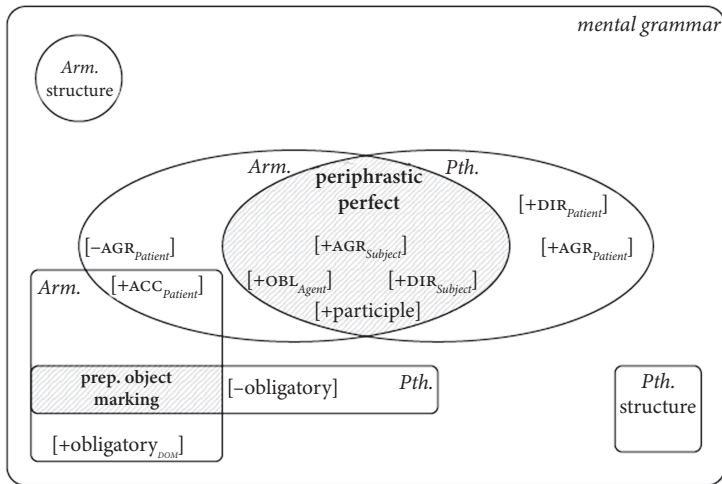 mental grammar
Arm.
structure
Arm.
Pth.
periphrastic
perfect
[+DIR_Patient]
[−AGR_Patient]
[+AGR_Subject]
[+AGR_Patient]
Arm.
[+ACC_Patient]
[+OBL_Agent]
[+DIR_Subject]
[+participle]
prep. object
marking
[−obligatory]
Pth.
Pth.
structure
[+obligatory_DOM]